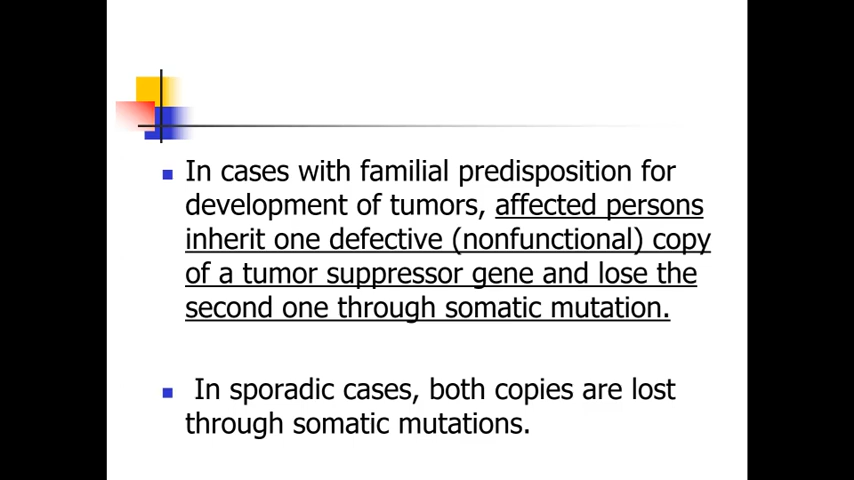 In cases with familial predisposition for
development of tumors, affected persons
inherit one defective (nonfunctional) copy
of a tumor suppressor gene and lose the
second one through somatic mutation.
In sporadic cases, both copies are lost
through somatic mutations.